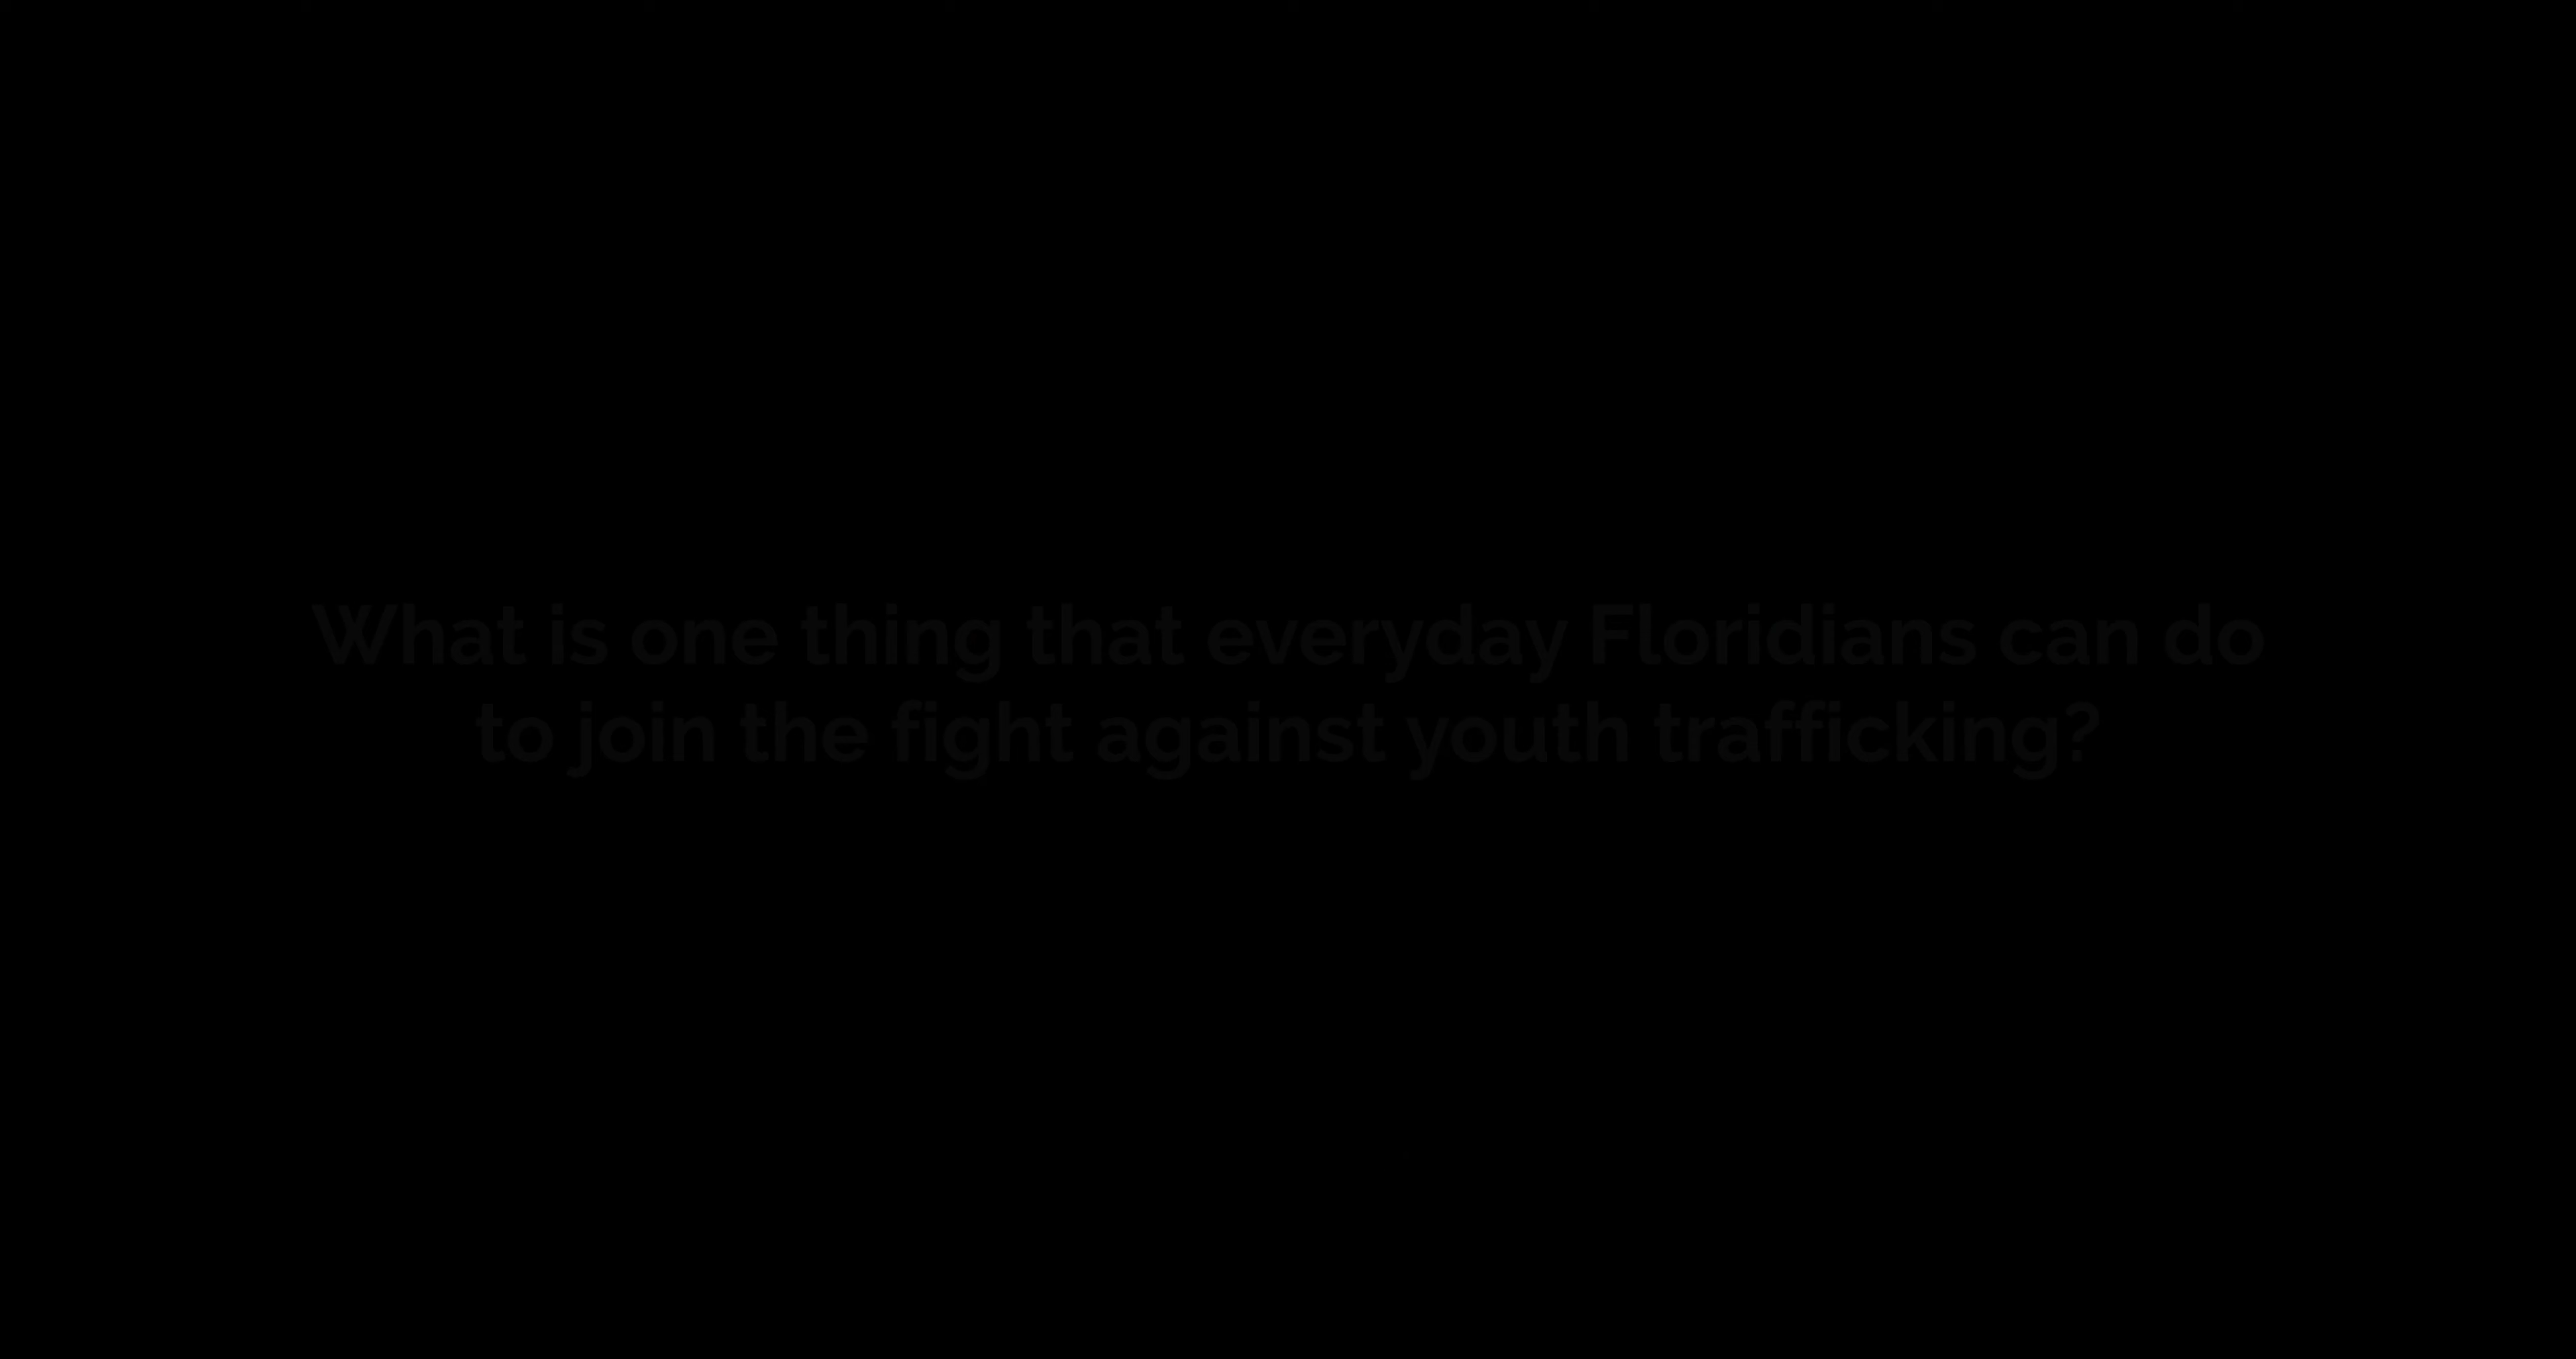 What is one thing that everyday Floridians can do
to join the fight against youth trafficking?